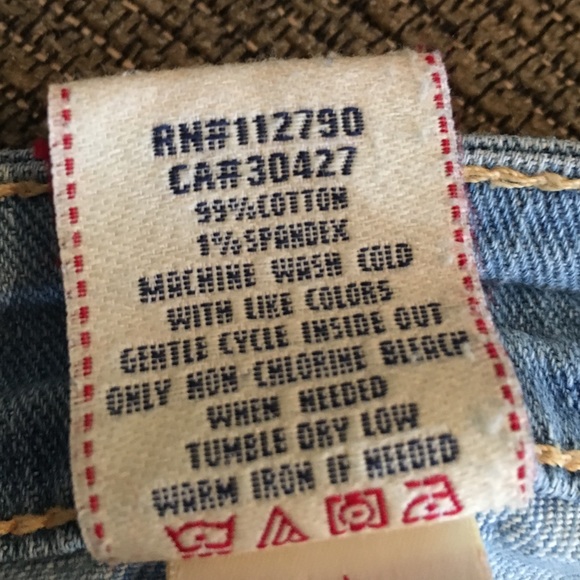 RN#112790
CA#30427
99%COTTON
1%SPANDEX
MACHINE WASH COLD
WITH LIKE COLORS
GENTLE CYCLE INSIDE OUT
ONLY NON CHLORINE BLEACH
WHEN NEEDED
TUMBLE DRY LOW
WARM IRON IF NEEDED